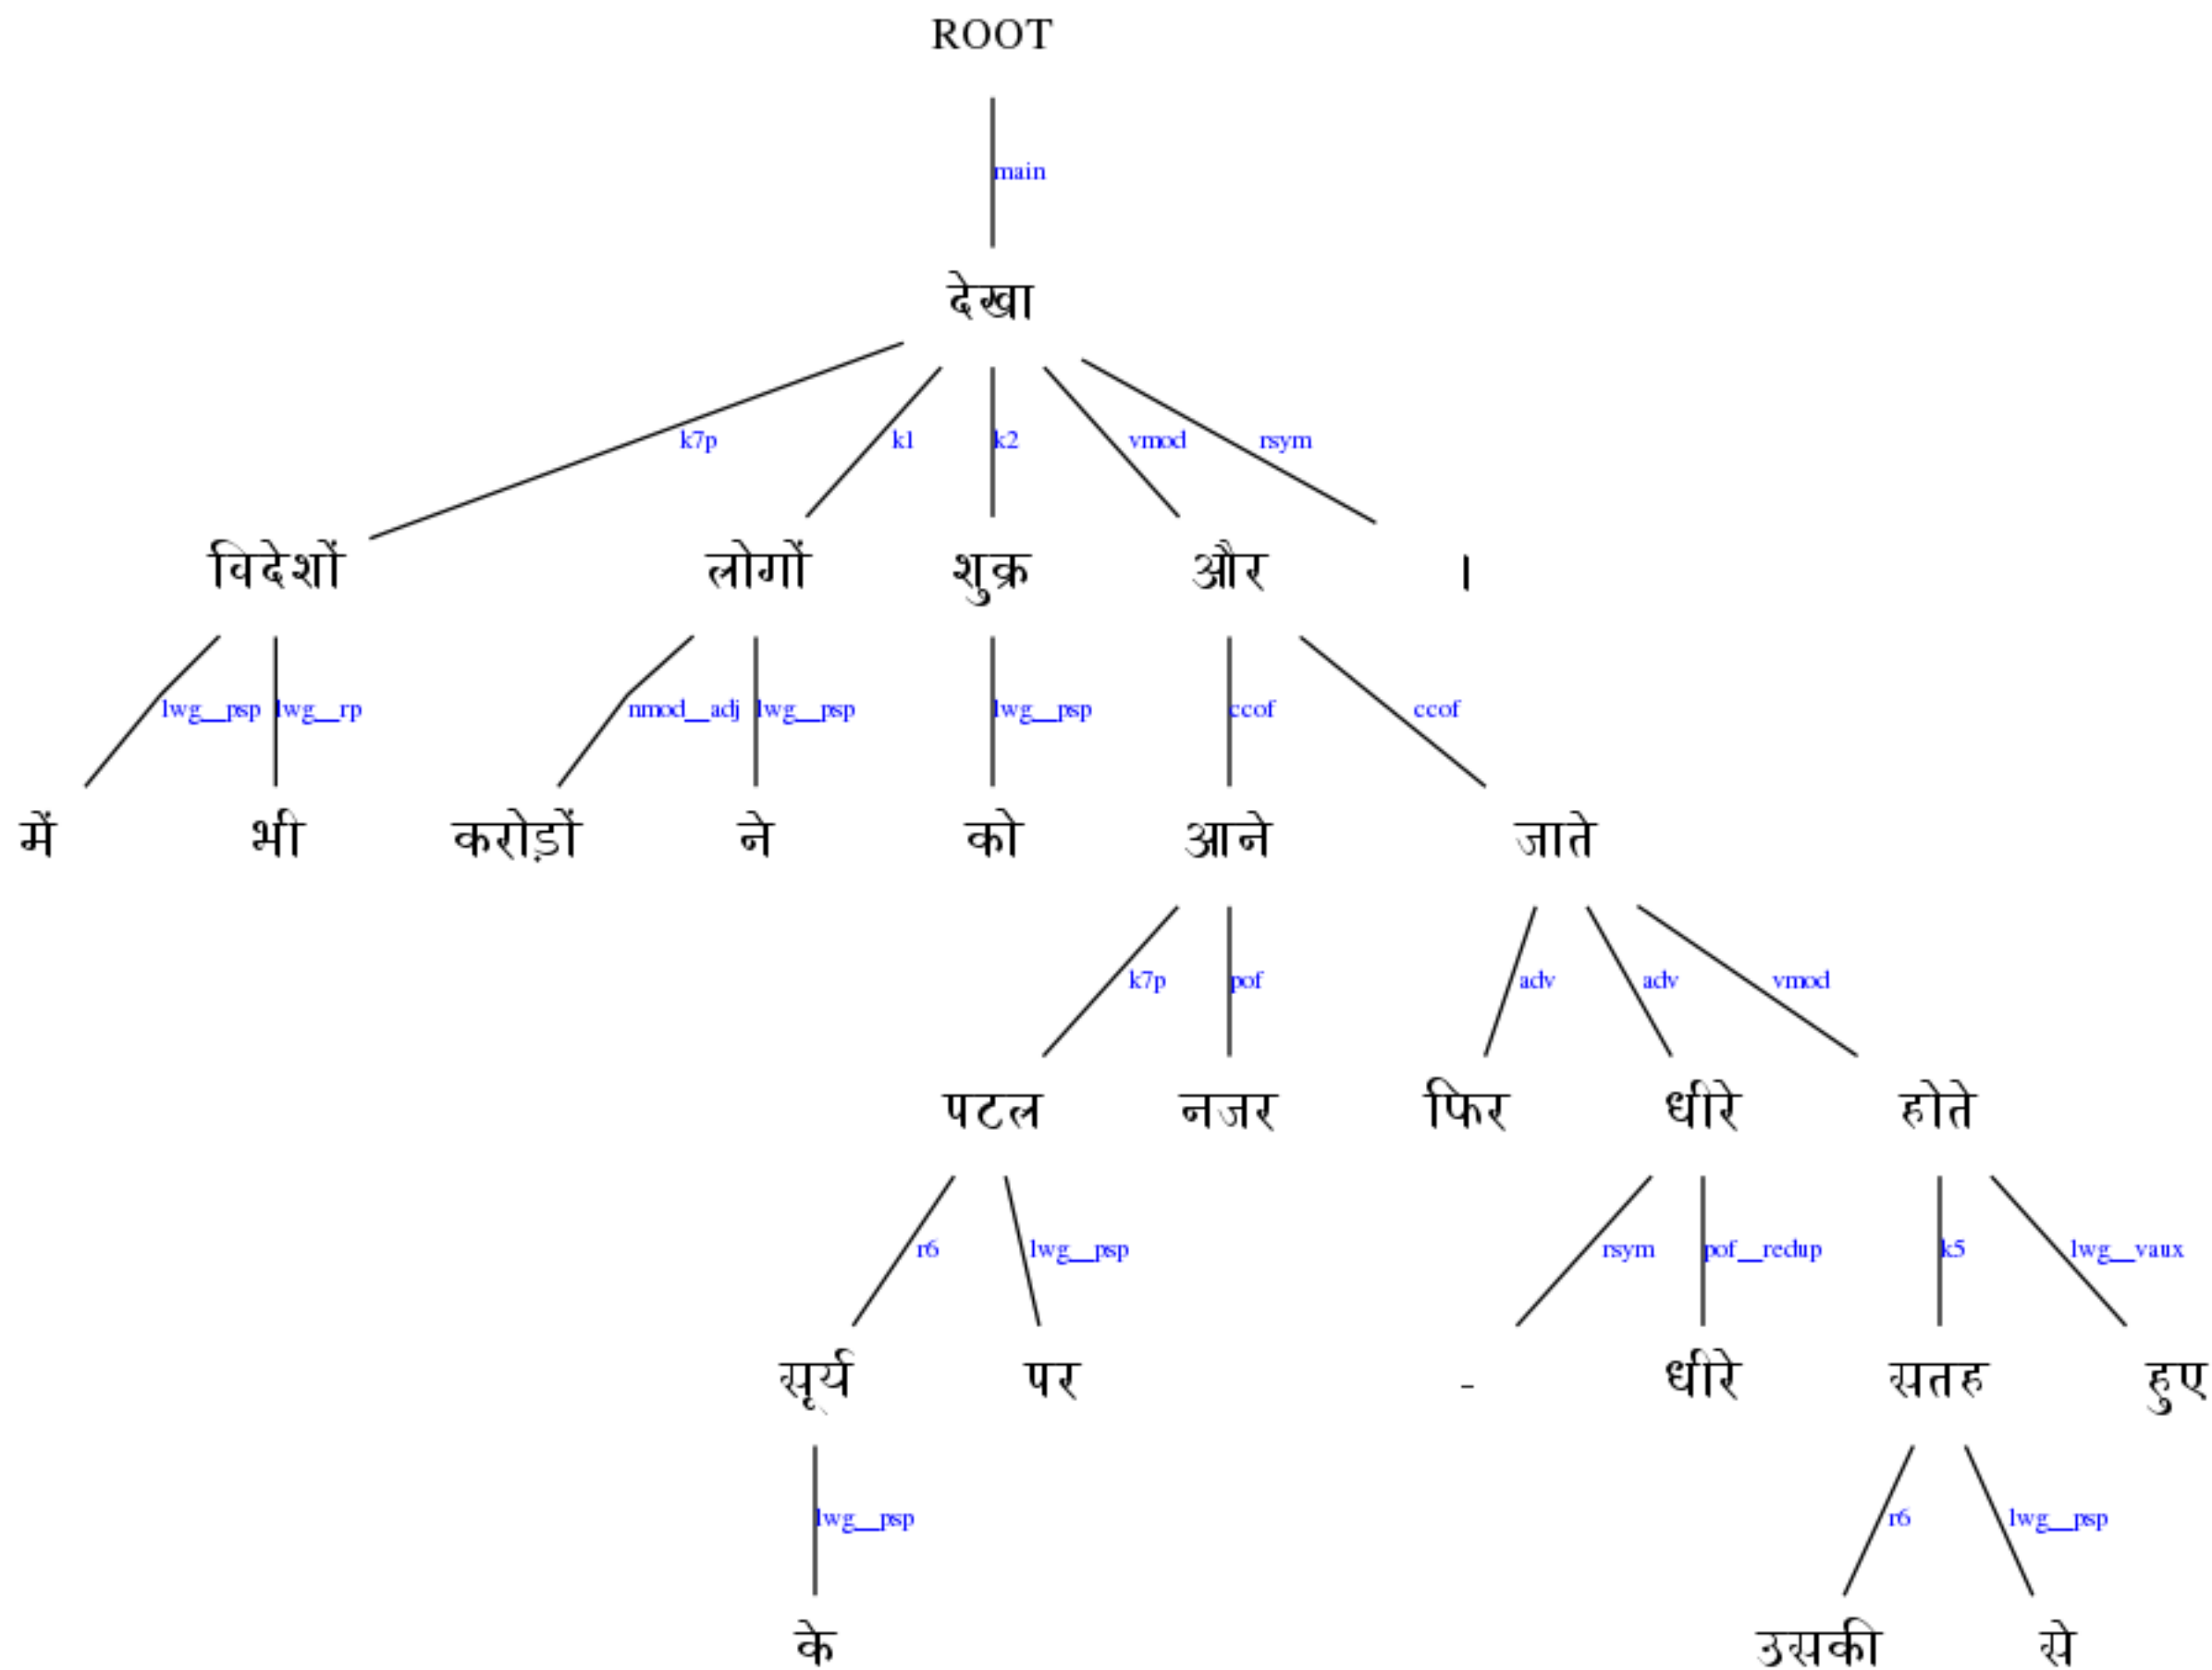 ROOT
main
देखा
k7p k1 k2 vmod rsym
विदेशों लोगों शुक्र और ।
lwg__psp lwg__rp nmod__adj lwg__psp lwg__psp ccof ccof
में भी करोड़ों ने को आने जाते
k7p pof adv adv vmod
पटल नजर फिर धीरे होते
r6 lwg__psp rsym pof__redup k5 lwg__vaux
सूर्य पर - धीरे सतह हुए
lwg__psp r6 lwg__psp
के उसकी से